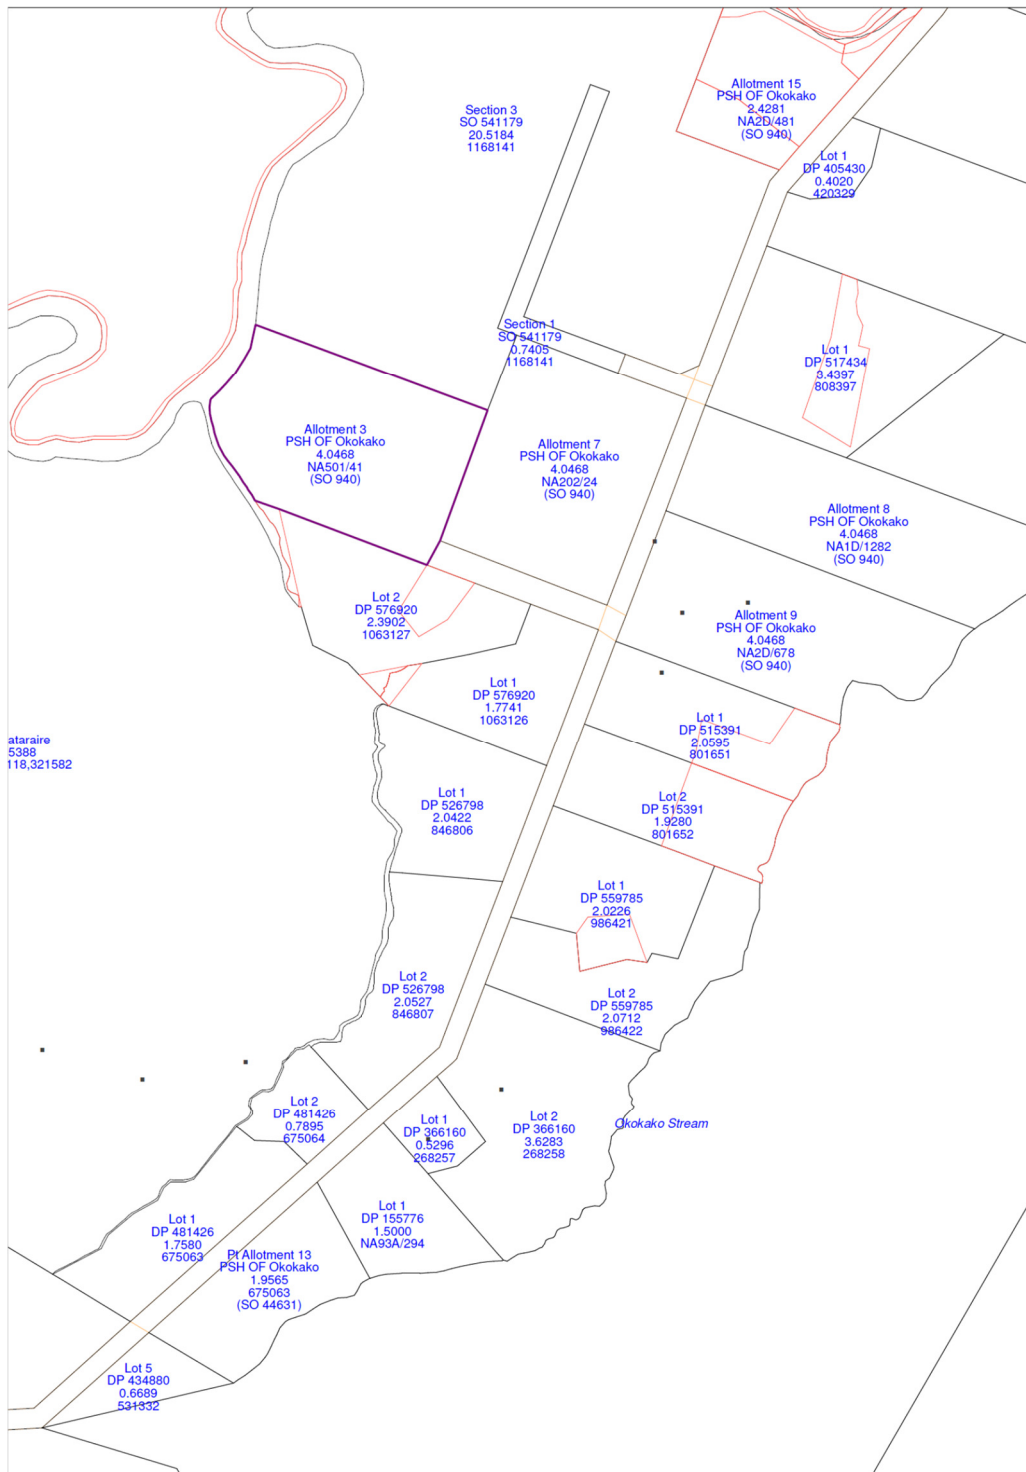 Section 3
SO 541179
20.5184
1168141
Allotment 15
PSH OF Okokako
2.4281
NA2D/481
(SO 940)
Lot 1
DP 405430
0.4020
420329
Section 1
SO 541179
0.7405
1168141
Lot 1
DP 517434
3.4397
808397
Allotment 3
PSH OF Okokako
4.0468
NA501/41
(SO 940)
Allotment 7
PSH OF Okokako
4.0468
NA202/24
(SO 940)
Allotment 8
PSH OF Okokako
4.0468
NA1D/1282
(SO 940)
Lot 2
DP 576920
2.3902
1063127
Allotment 9
PSH OF Okokako
4.0468
NA2D/678
(SO 940)
Lot 1
DP 576920
1.7741
1063126
Lot 1
DP 515391
2.0595
801651
ataraire
5388
118,321582
Lot 1
DP 526798
2.0422
846806
Lot 2
DP 515391
1.9280
801652
Lot 1
DP 559785
2.0226
986421
Lot 2
DP 526798
2.0527
846807
Lot 2
DP 559785
2.0712
986422
Lot 2
DP 481426
0.7895
675064
Lot 1
DP 366160
0.5296
268257
Lot 2
DP 366160
3.6283
268258
Okokako Stream
Lot 1
DP 481426
1.7580
675063
Lot 1
DP 155776
1.5000
NA93A/294
Pt Allotment 13
PSH OF Okokako
1.9565
675063
(SO 44631)
Lot 5
DP 434880
0.6689
531332